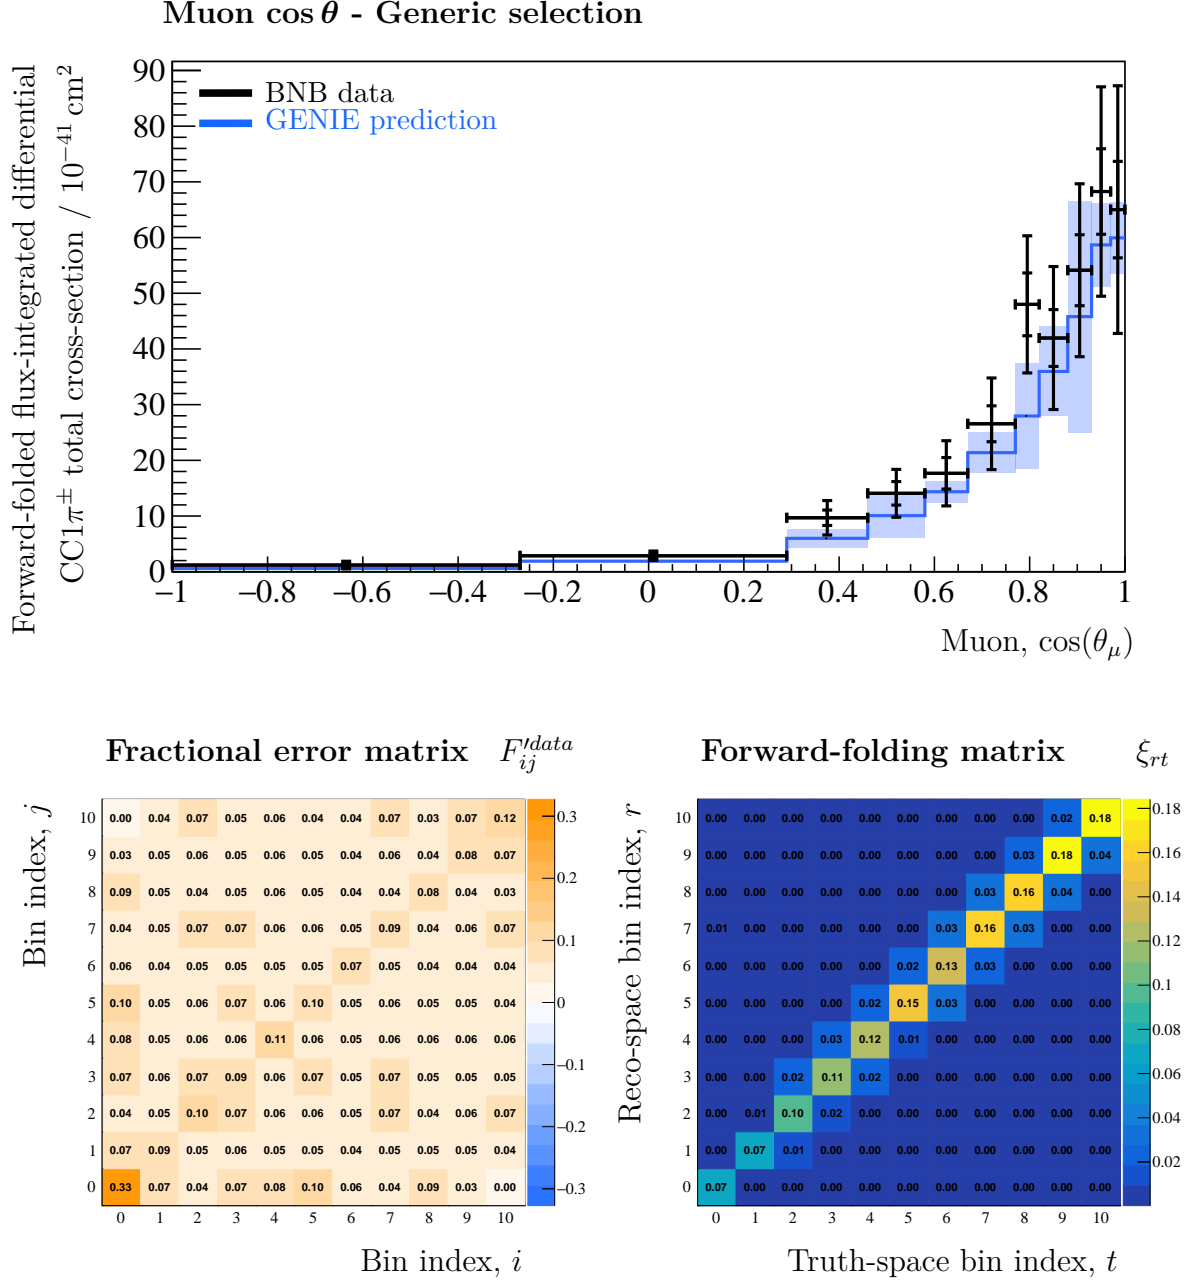 Muon cos θ - Generic selection
Forward-folded flux-integrated differential
CC1π± total cross-section / 10⁻⁴¹ cm²
90
80
70
60
50
40
30
20
10
0
BNB data
GENIE prediction
−1 −0.8 −0.6 −0.4 −0.2 0 0.2 0.4 0.6 0.8 1
Muon, cos(θμ)
Fractional error matrix F′ᵈᵃᵗᵃᵢⱼ
Bin index, j
10 0.00 0.04 0.07 0.05 0.06 0.04 0.04 0.07 0.03 0.07 0.12
9 0.03 0.05 0.06 0.05 0.06 0.05 0.04 0.06 0.04 0.08 0.07
8 0.09 0.05 0.04 0.05 0.06 0.05 0.04 0.04 0.08 0.04 0.03
7 0.04 0.05 0.07 0.07 0.06 0.05 0.04 0.09 0.04 0.06 0.07
6 0.06 0.04 0.05 0.05 0.05 0.05 0.07 0.05 0.04 0.04 0.04
5 0.10 0.05 0.06 0.07 0.06 0.10 0.05 0.05 0.05 0.05 0.04
4 0.08 0.05 0.06 0.06 0.11 0.06 0.05 0.06 0.06 0.06 0.06
3 0.07 0.06 0.07 0.09 0.06 0.07 0.05 0.07 0.05 0.05 0.05
2 0.04 0.05 0.10 0.07 0.06 0.06 0.05 0.07 0.04 0.06 0.07
1 0.07 0.09 0.05 0.06 0.05 0.05 0.04 0.05 0.05 0.05 0.04
0 0.33 0.07 0.04 0.07 0.08 0.10 0.06 0.04 0.09 0.03 0.00
0 1 2 3 4 5 6 7 8 9 10
Bin index, i
0.3
0.2
0.1
0
−0.1
−0.2
−0.3
Forward-folding matrix ξrt
Reco-space bin index, r
10 0.00 0.00 0.00 0.00 0.00 0.00 0.00 0.00 0.00 0.02 0.18
9 0.00 0.00 0.00 0.00 0.00 0.00 0.00 0.00 0.03 0.18 0.04
8 0.00 0.00 0.00 0.00 0.00 0.00 0.00 0.03 0.16 0.04 0.00
7 0.01 0.00 0.00 0.00 0.00 0.00 0.03 0.16 0.03 0.00 0.00
6 0.00 0.00 0.00 0.00 0.00 0.02 0.13 0.03 0.00 0.00 0.00
5 0.00 0.00 0.00 0.00 0.02 0.15 0.03 0.00 0.00 0.00 0.00
4 0.00 0.00 0.00 0.03 0.12 0.01 0.00 0.00 0.00 0.00 0.00
3 0.00 0.00 0.02 0.11 0.02 0.00 0.00 0.00 0.00 0.00 0.00
2 0.00 0.01 0.10 0.02 0.00 0.00 0.00 0.00 0.00 0.00 0.00
1 0.00 0.07 0.01 0.00 0.00 0.00 0.00 0.00 0.00 0.00 0.00
0 0.07 0.00 0.00 0.00 0.00 0.00 0.00 0.00 0.00 0.00 0.00
0 1 2 3 4 5 6 7 8 9 10
Truth-space bin index, t
0.18
0.16
0.14
0.12
0.1
0.08
0.06
0.04
0.02